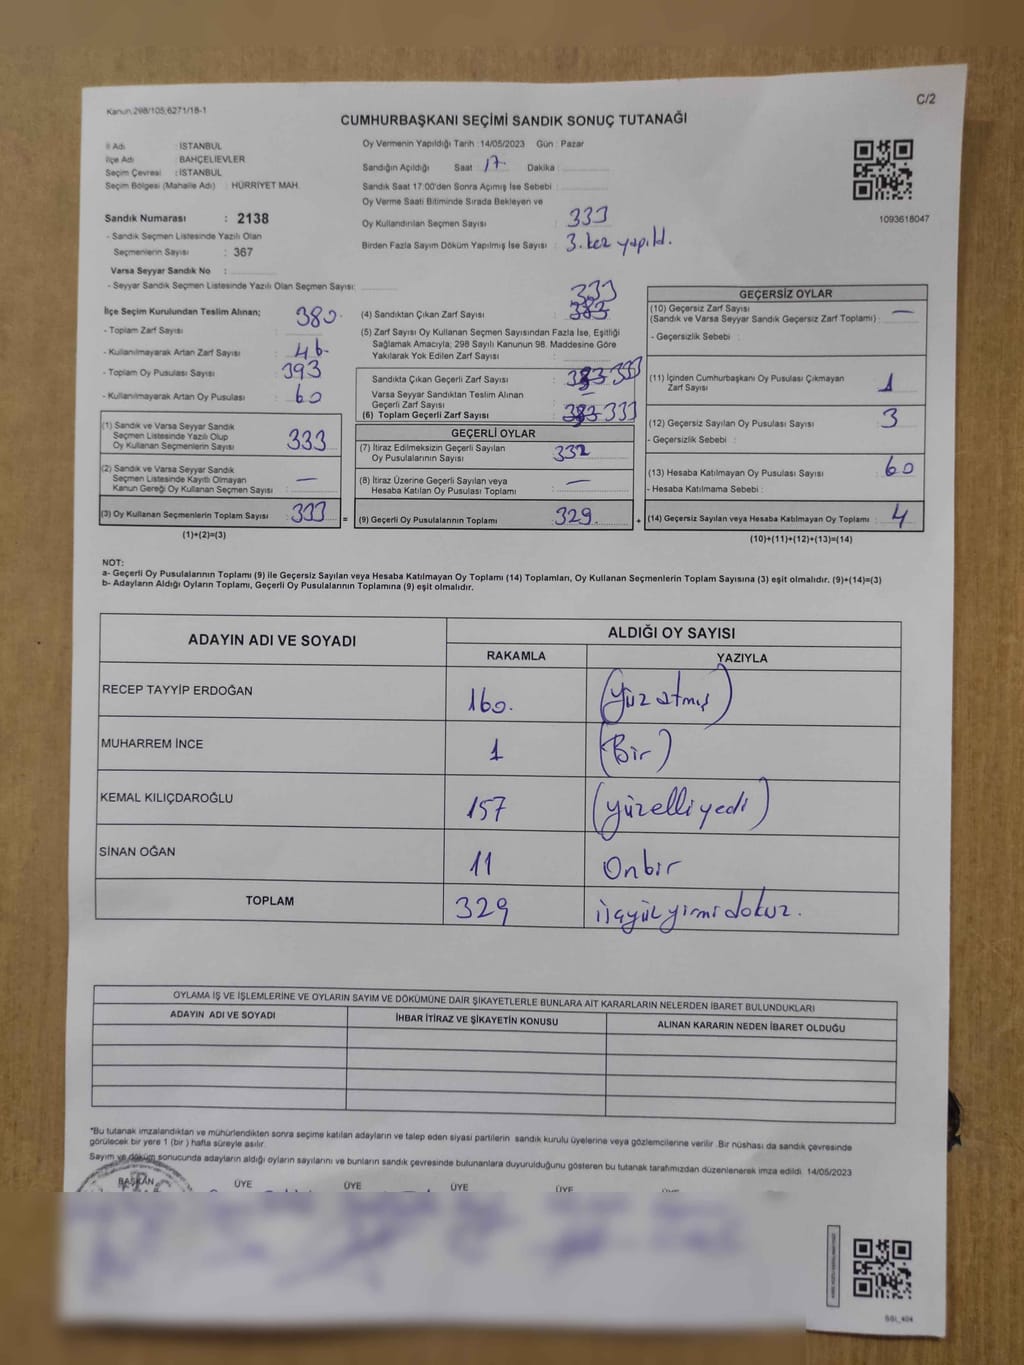 Kanun 298/105;6271/18-1
C/2
CUMHURBAŞKANI SEÇİMİ SANDIK SONUÇ TUTANAĞI
İl Adı : İSTANBUL
İlçe Adı : BAHÇELİEVLER
Seçim Çevresi : İSTANBUL
Seçim Bölgesi (Mahalle Adı) : HÜRRİYET MAH.
Sandık Numarası : 2138
- Sandık Seçmen Listesinde Yazılı Olan
Seçmenlerin Sayısı : 367
Varsa Seyyar Sandık No :
- Seyyar Sandık Seçmen Listesinde Yazılı Olan Seçmen Sayısı:
Oy Vermenin Yapıldığı Tarih :14/05/2023 Gün : Pazar
Sandığın Açıldığı Saat : 17 Dakika :
Sandık Saat 17:00'den Sonra Açımış İse Sebebi :
Oy Verme Saati Bitiminde Sırada Bekleyen ve
Oy Kullandırılan Seçmen Sayısı : 333
Birden Fazla Sayım Döküm Yapılmış İse Sayısı : 3. kez yapıld.
1093618047
İlçe Seçim Kurulundan Teslim Alınan; 380
- Toplam Zarf Sayısı :
- Kullanılmayarak Artan Zarf Sayısı : 46
- Toplam Oy Pusulası Sayısı : 393
- Kullanılmayarak Artan Oy Pusulası : 60
(1) Sandık ve Varsa Seyyar Sandık
Seçmen Listesinde Yazılı Olup
Oy Kullanan Seçmenlerin Sayısı : 333
(2) Sandık ve Varsa Seyyar Sandık
Seçmen Listesinde Kayıtlı Olmayan
Kanun Gereği Oy Kullanan Seçmen Sayısı : —
(3) Oy Kullanan Seçmenlerin Toplam Sayısı : 333 =
(1)+(2)=(3)
333
(4) Sandıktan Çıkan Zarf Sayısı : 383
(5) Zarf Sayısı Oy Kullanan Seçmen Sayısından Fazla İse, Eşitliği
Sağlamak Amacıyla; 298 Sayılı Kanunun 98. Maddesine Göre
Yakılarak Yok Edilen Zarf Sayısı :
Sandıkta Çıkan Geçerli Zarf Sayısı : 383 333
Varsa Seyyar Sandıktan Teslim Alınan
Geçerli Zarf Sayısı :
(6) Toplam Geçerli Zarf Sayısı : 383 333
GEÇERLİ OYLAR
(7) İtiraz Edilmeksizin Geçerli Sayılan
Oy Pusulalarının Sayısı : 332
(8) İtiraz Üzerine Geçerli Sayılan veya
Hesaba Katılan Oy Pusulası Toplamı : —
(9) Geçerli Oy Pusulalarının Toplamı : 329. +
GEÇERSİZ OYLAR
(10) Geçersiz Zarf Sayısı —
(Sandık ve Varsa Seyyar Sandık Geçersiz Zarf Toplamı) :
- Geçersizlik Sebebi :
(11) İçinden Cumhurbaşkanı Oy Pusulası Çıkmayan
Zarf Sayısı : 1
(12) Geçersiz Sayılan Oy Pusulası Sayısı : 3
- Geçersizlik Sebebi :
(13) Hesaba Katılmayan Oy Pusulası Sayısı : 60
- Hesaba Katılmama Sebebi :
(14) Geçersiz Sayılan veya Hesaba Katılmayan Oy Toplamı : 4
(10)+(11)+(12)+(13)=(14)
NOT:
a- Geçerli Oy Pusulalarının Toplamı (9) ile Geçersiz Sayılan veya Hesaba Katılmayan Oy Toplamı (14) Toplamları, Oy Kullanan Seçmenlerin Toplam Sayısına (3) eşit olmalıdır. (9)+(14)=(3)
b- Adayların Aldığı Oyların Toplamı, Geçerli Oy Pusulalarının Toplamına (9) eşit olmalıdır.
ADAYIN ADI VE SOYADI
ALDIĞI OY SAYISI
RAKAMLA YAZIYLA
RECEP TAYYİP ERDOĞAN 160. (Yüz atmış)
MUHARREM İNCE 1 (Bir)
KEMAL KILIÇDAROĞLU 157 (yüzelliyedi)
SİNAN OĞAN 11 Onbir
TOPLAM 329 üçyüzyirmidokuz.
OYLAMA İŞ VE İŞLEMLERİNE VE OYLARIN SAYIM VE DÖKÜMÜNE DAİR ŞİKAYETLERLE BUNLARA AİT KARARLARIN NELERDEN İBARET BULUNDUKLARI
ADAYIN ADI VE SOYADI İHBAR İTİRAZ VE ŞİKAYETİN KONUSU ALINAN KARARIN NEDEN İBARET OLDUĞU
*Bu tutanak imzalandıktan ve mühürlendikten sonra seçime katılan adayların ve talep eden siyasi partilerin sandık kurulu üyelerine veya gözlemcilerine verilir .Bir nüshası da sandık çevresinde
görülecek bir yere 1 (bir ) hafta süreyle asılır.
Sayım ve döküm sonucunda adayların aldığı oyların sayılarını ve bunların sandık çevresinde bulunanlara duyurulduğunu gösteren bu tutanak tarafımızdan düzenlenerek imza edildi. 14/05/2023
BAŞKAN ÜYE ÜYE ÜYE ÜYE ÜYE